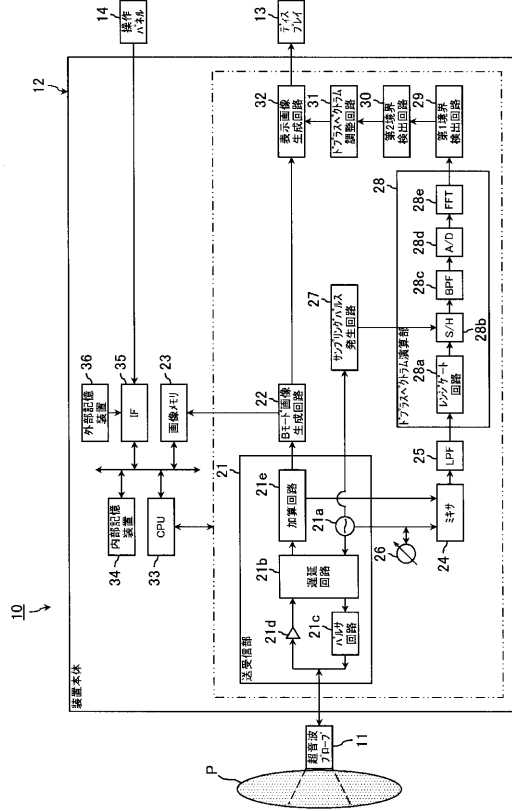 10
12
装置本体
14
操作
パネル
13
ディス
プレイ
36
外部記憶
装置
35
IF
23
画像メモリ
34
内部記憶
装置
33
CPU
32
表示画像
生成回路
31
ドプラスペクトラム
調整回路
30
第2境界
検出回路
29
第1境界
検出回路
22
Bモード画像
生成回路
27
サンプリングパルス
発生回路
28
ドプラスペクトラム演算部
28a
レンジゲート
回路
28b
S/H
28c
BPF
28d
A/D
28e
FFT
21
送受信部
21e
加算回路
21a
21b
遅延
回路
21d
21c
パルサ
回路
25
LPF
24
ミキサ
26
11
超音波
プローブ
P